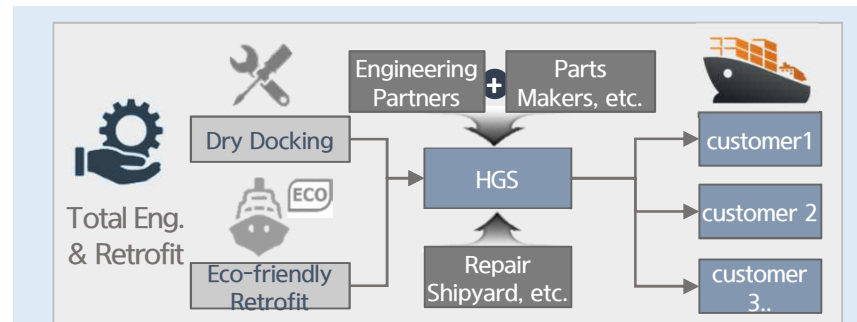 Engineering
Partners
+
Parts
Makers, etc.
Dry Docking
HGS
customer1
ECO
Total Eng.
& Retrofit
customer 2
Eco-friendly
Retrofit
Repair
Shipyard, etc.
customer
3..